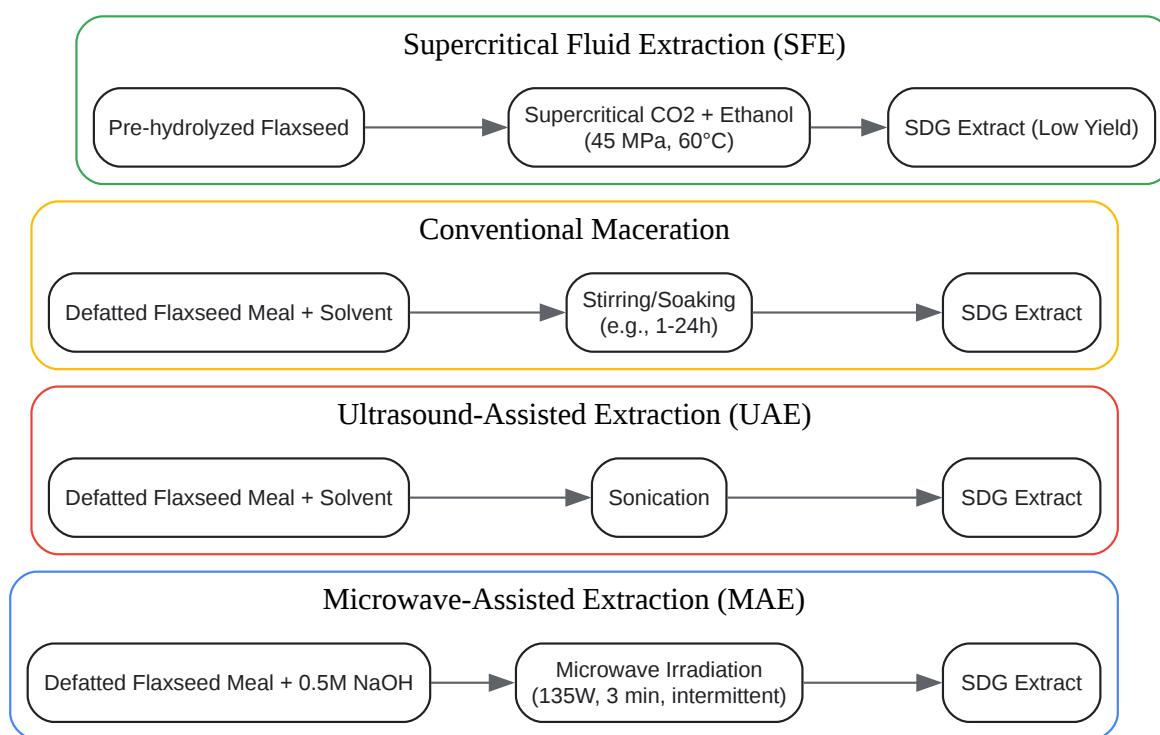 Supercritical Fluid Extraction (SFE)
Pre-hydrolyzed Flaxseed
Supercritical CO2 + Ethanol
(45 MPa, 60°C)
SDG Extract (Low Yield)
Conventional Maceration
Defatted Flaxseed Meal + Solvent
Stirring/Soaking
(e.g., 1-24h)
SDG Extract
Ultrasound-Assisted Extraction (UAE)
Defatted Flaxseed Meal + Solvent
Sonication
SDG Extract
Microwave-Assisted Extraction (MAE)
Defatted Flaxseed Meal + 0.5M NaOH
Microwave Irradiation
(135W, 3 min, intermittent)
SDG Extract